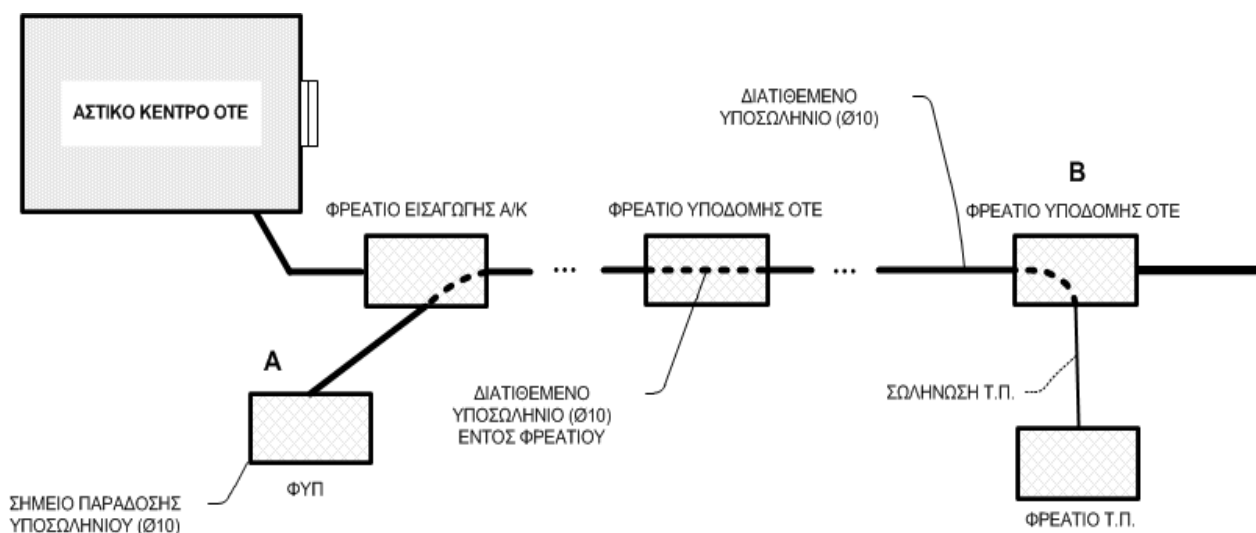 ΑΣΤΙΚΟ ΚΕΝΤΡΟ ΟΤΕ
ΔΙΑΤΙΘΕΜΕΝΟ
ΥΠΟΣΩΛΗΝΙΟ (Ø10)
B
ΦΡΕΑΤΙΟ ΕΙΣΑΓΩΓΗΣ Α/Κ
ΦΡΕΑΤΙΟ ΥΠΟΔΟΜΗΣ ΟΤΕ
ΦΡΕΑΤΙΟ ΥΠΟΔΟΜΗΣ ΟΤΕ
...
...
A
ΔΙΑΤΙΘΕΜΕΝΟ
ΥΠΟΣΩΛΗΝΙΟ (Ø10)
ΕΝΤΟΣ ΦΡΕΑΤΙΟΥ
ΣΩΛΗΝΩΣΗ Τ.Π.
ΣΗΜΕΙΟ ΠΑΡΑΔΟΣΗΣ
ΥΠΟΣΩΛΗΝΙΟΥ (Ø10)
ΦΥΠ
ΦΡΕΑΤΙΟ Τ.Π.